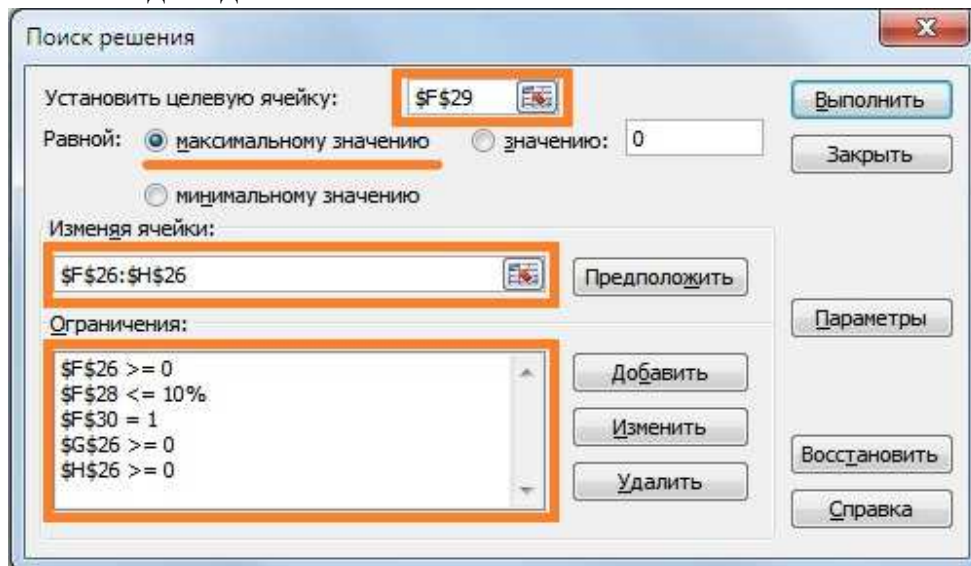 Поиск решения
X
Установить целевую ячейку: $F$29
Выполнить
Равной: максимальному значению значению: 0
Закрыть
минимальному значению
Изменяя ячейки:
$F$26:$H$26 Предположить
Параметры
Ограничения:
$F$26 >= 0
$F$28 <= 10%
$F$30 = 1
$G$26 >= 0
$H$26 >= 0
Добавить
Изменить
Удалить
Восстановить
Справка